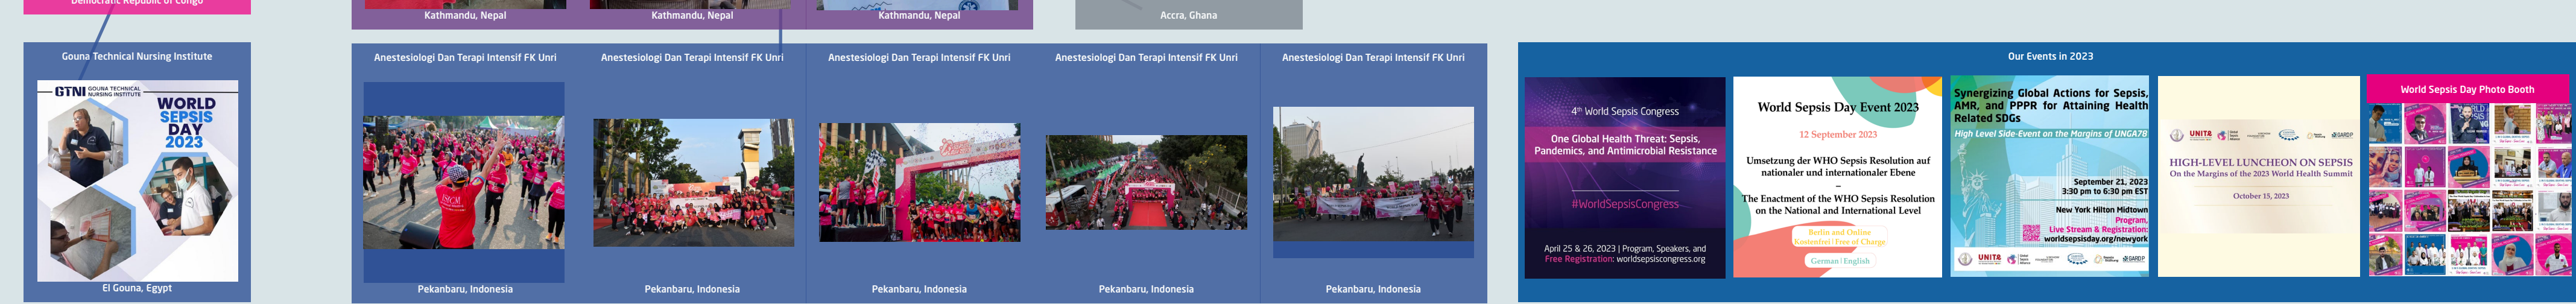 Democratic Republic of Congo
Kathmandu, Nepal
Kathmandu, Nepal
Kathmandu, Nepal
Accra, Ghana
Gouna Technical Nursing Institute
GTNI GOUNA TECHNICAL
NURSING INSTITUTE
WORLD
SEPSIS
DAY
2023
El Gouna, Egypt
Anestesiologi Dan Terapi Intensif FK Unri
Pekanbaru, Indonesia
Anestesiologi Dan Terapi Intensif FK Unri
Pekanbaru, Indonesia
Anestesiologi Dan Terapi Intensif FK Unri
Pekanbaru, Indonesia
Anestesiologi Dan Terapi Intensif FK Unri
Pekanbaru, Indonesia
Anestesiologi Dan Terapi Intensif FK Unri
Pekanbaru, Indonesia
Our Events in 2023
4th World Sepsis Congress
One Global Health Threat: Sepsis,
Pandemics, and Antimicrobial Resistance
#WorldSepsisCongress
April 25 & 26, 2023 | Program, Speakers, and
Free Registration: worldsepsiscongress.org
World Sepsis Day Event 2023
12 September 2023
Umsetzung der WHO Sepsis Resolution auf
nationaler und internationaler Ebene
–
The Enactment of the WHO Sepsis Resolution
on the National and International Level
Berlin and Online
Kostenfrei | Free of Charge
German | English
Synergizing Global Actions for Sepsis,
AMR, and PPPR for Attaining Health
Related SDGs
High Level Side-Event on the Margins of UNGA78
September 21, 2023
3:30 pm to 6:30 pm EST
New York Hilton Midtown
Program,
Live Stream & Registration:
worldsepsisday.org/newyork
UNITE
GARDP
UNITE
GARDP
HIGH-LEVEL LUNCHEON ON SEPSIS
On the Margins of the 2023 World Health Summit
October 15, 2023
World Sepsis Day Photo Booth